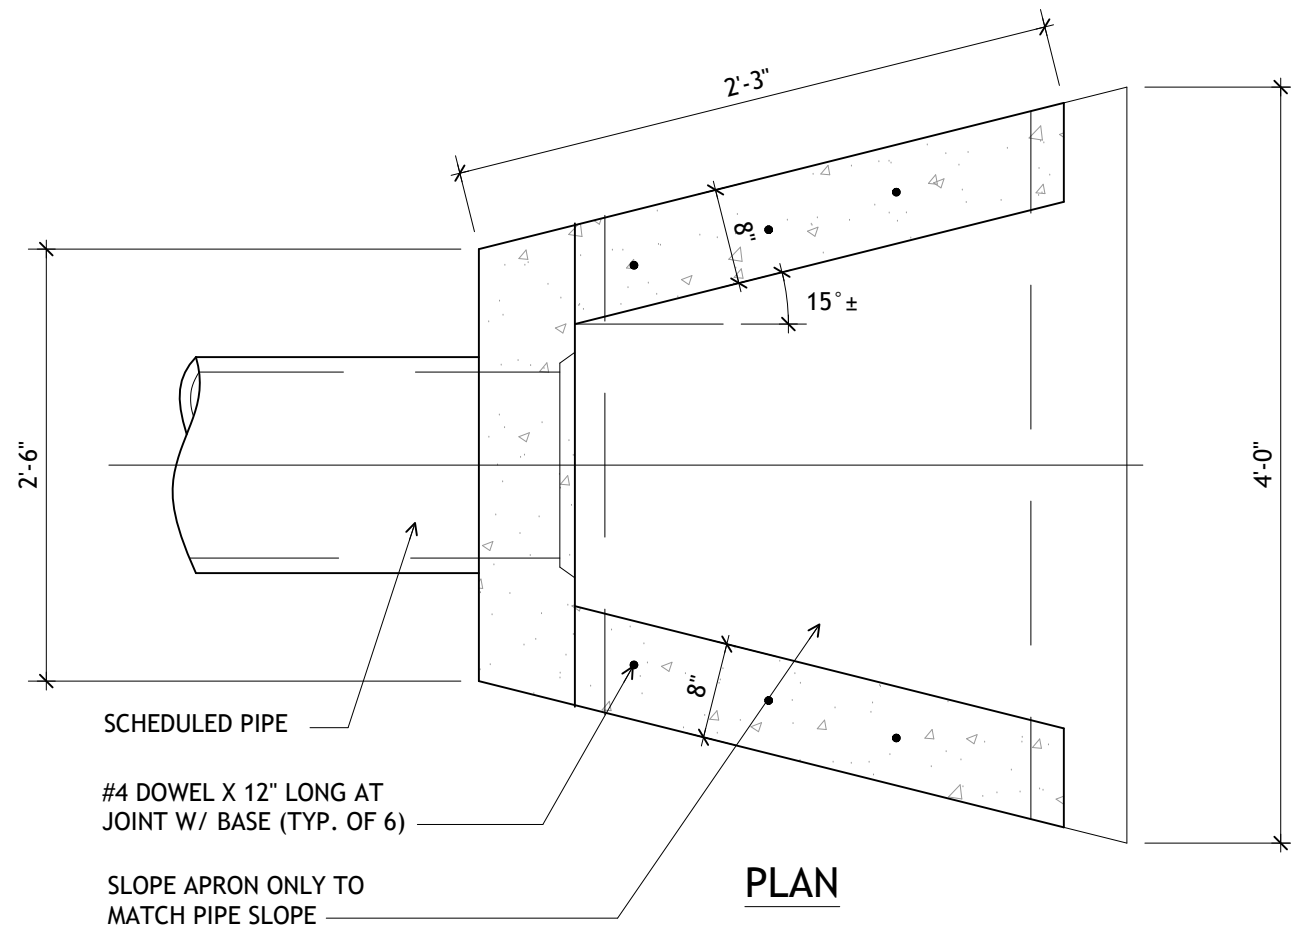 2'-3"
8"
15°±
2'-6"
4'-0"
8"
SCHEDULED PIPE
#4 DOWEL X 12" LONG AT
JOINT W/ BASE (TYP. OF 6)
SLOPE APRON ONLY TO
MATCH PIPE SLOPE
PLAN